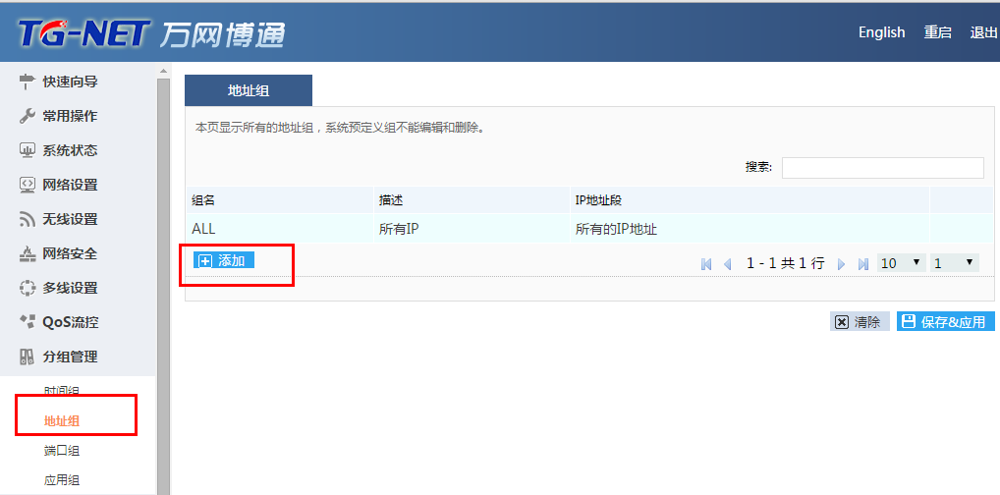 TG-NET 万网博通
English 重启 退出
快速向导
常用操作
系统状态
网络设置
无线设置
网络安全
多线设置
QoS流控
分组管理
时间组
地址组
端口组
应用组
地址组
本页显示所有的地址组，系统预定义组不能编辑和删除。
搜索:
组名 描述 IP地址段
ALL 所有IP 所有的IP地址
添加 1 - 1 共 1 行 10 1
清除 保存&应用